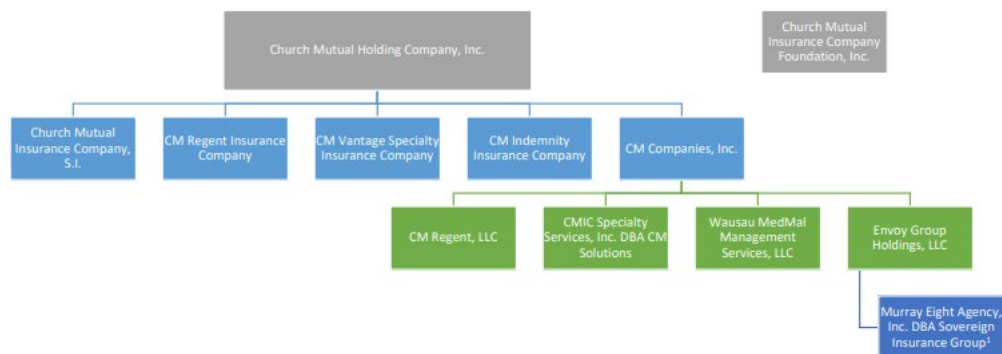 Church Mutual Holding Company, Inc.
Church Mutual
Insurance Company
Foundation, Inc.
Church Mutual
Insurance Company,
S.I.
CM Regent Insurance
Company
CM Vantage Specialty
Insurance Company
CM Indemnity
Insurance Company
CM Companies, Inc.
CM Regent, LLC
CMIC Specialty
Services, Inc. DBA CM
Solutions
Wausau MedMal
Management
Services, LLC
Envoy Group
Holdings, LLC
Murray Eight Agency,
Inc. DBA Sovereign
Insurance Group¹